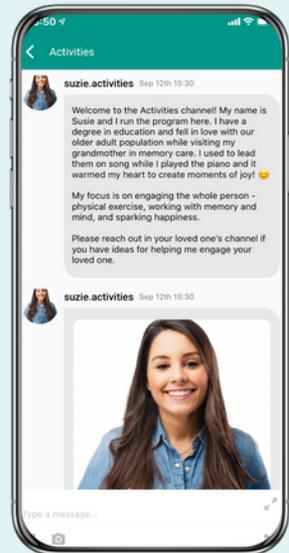 :50
Activities
suzie.activities Sep 12th 15:30
Welcome to the Activities channel! My name is
Susie and I run the program here. I have a
degree in education and fell in love with our
older adult population while visiting my
grandmother in memory care. I used to lead
them on song while I played the piano and it
warmed my heart to create moments of joy! 😊
My focus is on engaging the whole person -
physical exercise, working with memory and
mind, and sparking happiness.
Please reach out in your loved one's channel if
you have ideas for helping me engage your
loved one.
suzie.activities Sep 12th 15:30
Type a message...